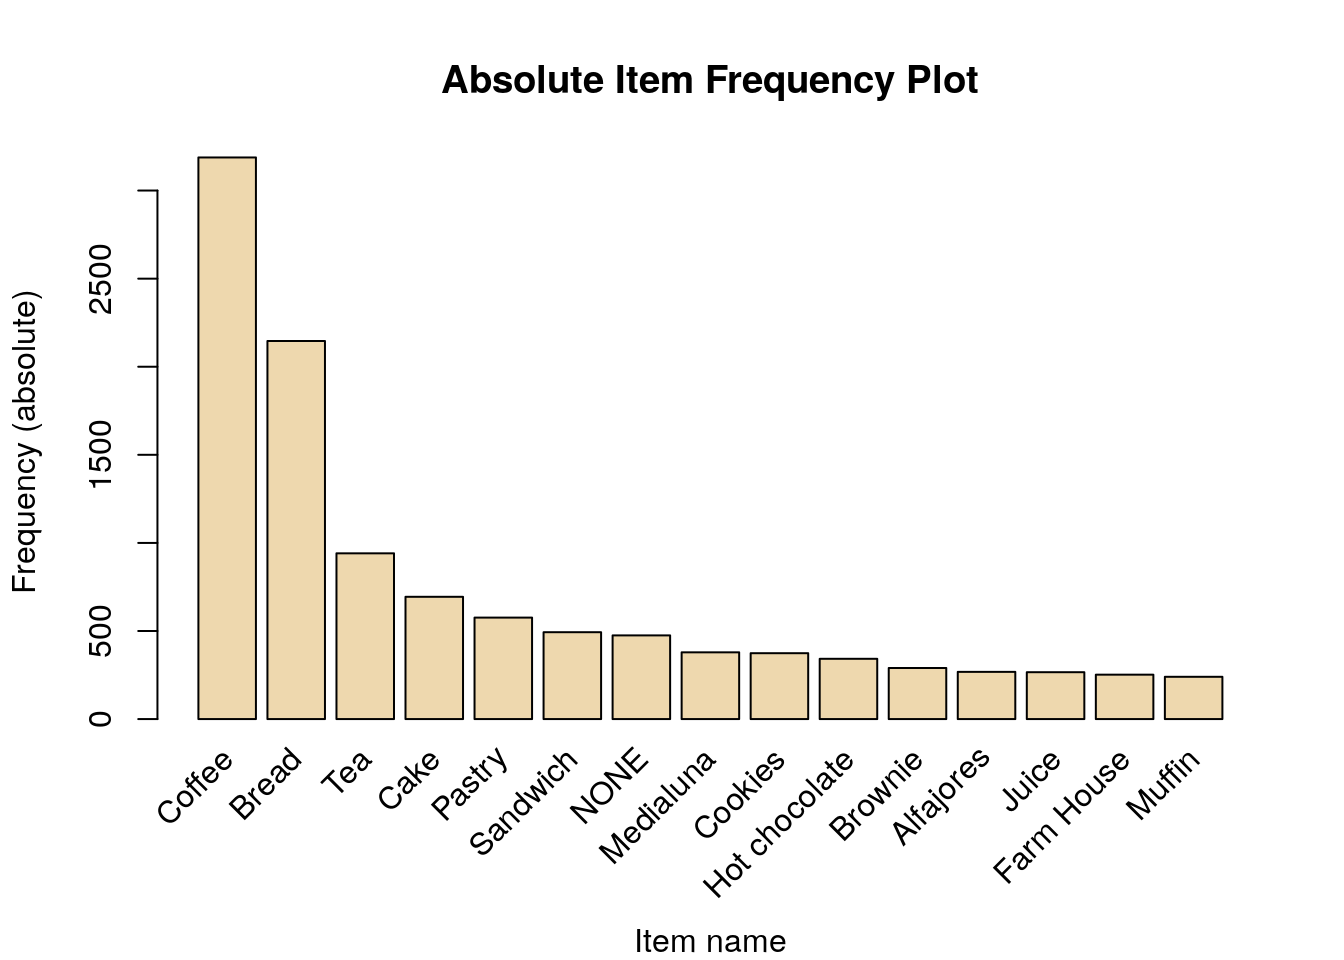 Absolute Item Frequency Plot
Frequency (absolute)
2500
1500
500
0
Coffee
Bread
Tea
Cake
Pastry
Sandwich
NONE
Medialuna
Cookies
Hot chocolate
Brownie
Alfajores
Juice
Farm House
Muffin
Item name